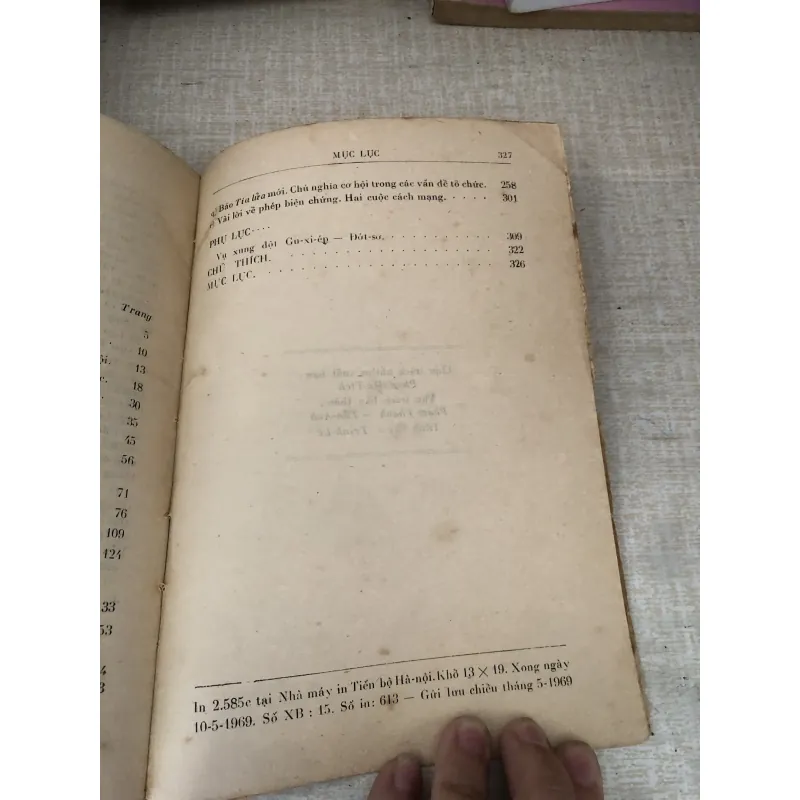 Trang
5
10
13
18
30
35
45
56
71
76
109
124
33
53
MỤC LỤC 327
Báo Tia lửa mới. Chủ nghĩa cơ hội trong các vấn đề tổ chức. 258
Vài lời về phép biện chứng. Hai cuộc cách mạng. . . . . 301
PHỤ LỤC. . . .
Vụ xung đột Gu-xi-ép — Đớt-sơ. 309
CHÚ THÍCH. 322
MỤC LỤC. 326
In 2.585c tại Nhà máy in Tiến bộ Hà-nội. Khổ 13 × 19. Xong ngày
10-5-1969. Số XB : 15. Số in: 613 — Gửi lưu chiểu tháng 5-1969